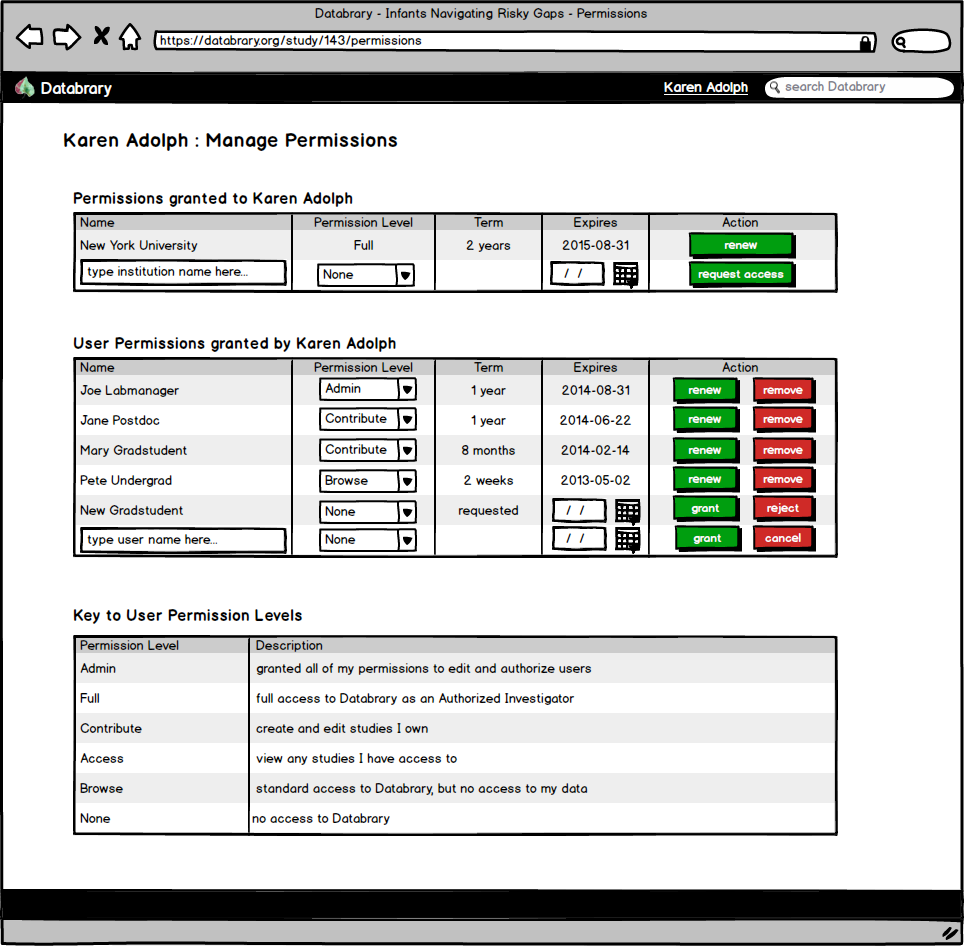 Databrary - Infants Navigating Risky Gaps - Permissions
https://databrary.org/study/143/permissions
Databrary Karen Adolph search Databrary
Karen Adolph : Manage Permissions
Permissions granted to Karen Adolph
Name Permission Level Term Expires Action
New York University Full 2 years 2015-08-31 renew
type institution name here... None / / request access
User Permissions granted by Karen Adolph
Name Permission Level Term Expires Action
Joe Labmanager Admin 1 year 2014-08-31 renew remove
Jane Postdoc Contribute 1 year 2014-06-22 renew remove
Mary Gradstudent Contribute 8 months 2014-02-14 renew remove
Pete Undergrad Browse 2 weeks 2013-05-02 renew remove
New Gradstudent None requested / / grant reject
type user name here... None / / grant cancel
Key to User Permission Levels
Permission Level Description
Admin granted all of my permissions to edit and authorize users
Full full access to Databrary as an Authorized Investigator
Contribute create and edit studies I own
Access view any studies I have access to
Browse standard access to Databrary, but no access to my data
None no access to Databrary